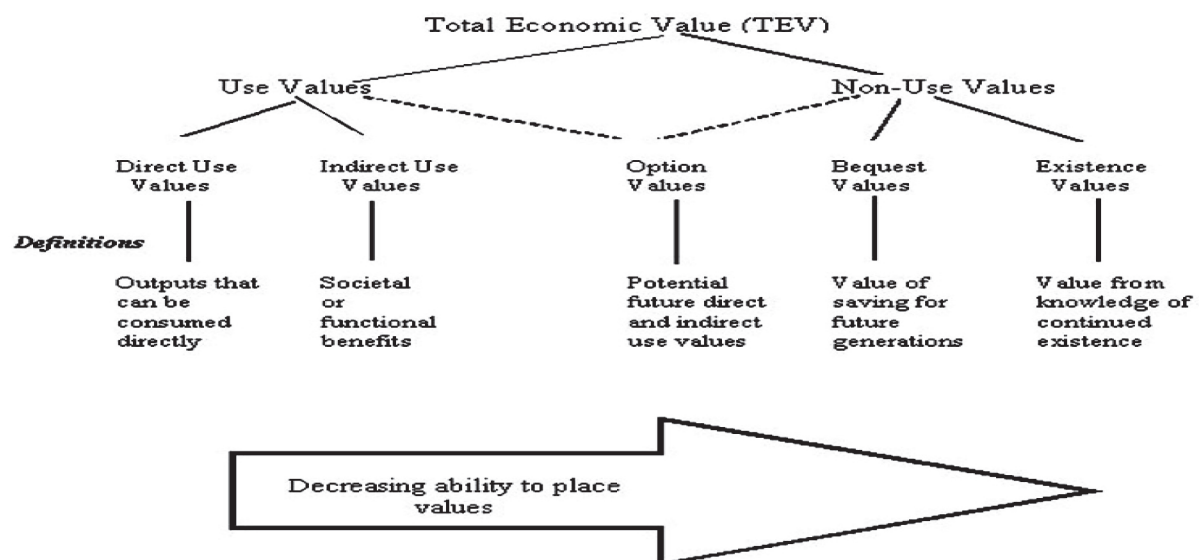 Total Economic Value (TEV)
Use Values
Non-Use Values
Direct Use
Values
Indirect Use
Values
Option
Values
Bequest
Values
Existence
Values
Definitions
Outputs that
can be
consumed
directly
Societal
or
functional
benefits
Potential
future direct
and indirect
use values
Value of
saving for
future
generations
Value from
knowledge of
continued
existence
Decreasing ability to place
values